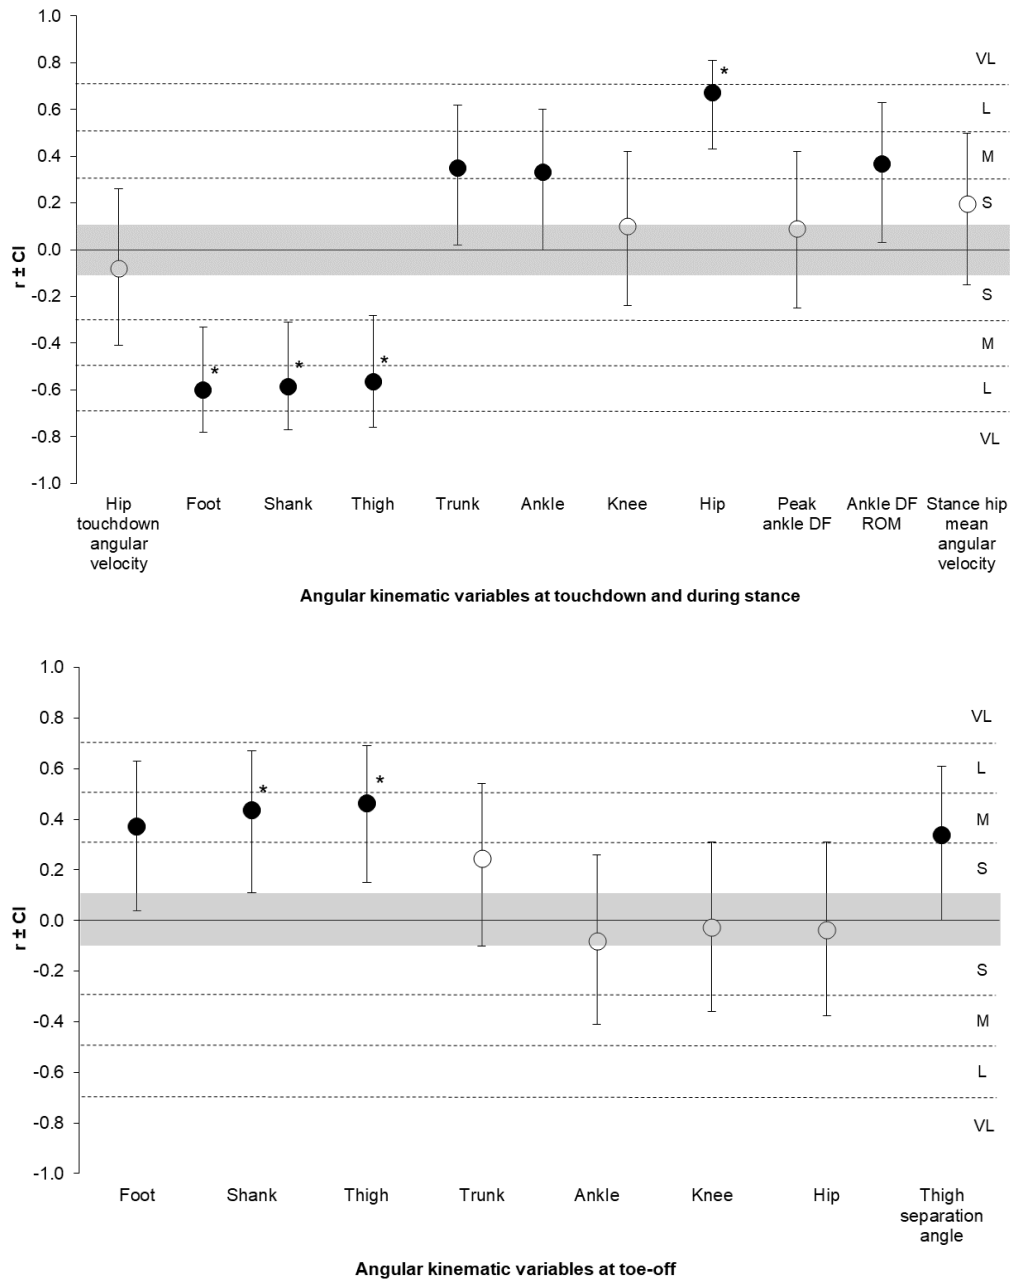 1.0
0.8
VL
0.6
*
L
0.4
M
0.2
S
0.0
r ± CI
-0.2
S
-0.4
M
* * *
-0.6
L
-0.8
VL
-1.0
Hip touchdown angular velocity
Foot
Shank
Thigh
Trunk
Ankle
Knee
Hip
Peak ankle DF
Ankle DF ROM
Stance hip mean angular velocity
Angular kinematic variables at touchdown and during stance
1.0
0.8
VL
0.6
L
* *
0.4
M
0.2
S
0.0
r ± CI
-0.2
S
-0.4
M
-0.6
L
-0.8
VL
-1.0
Foot
Shank
Thigh
Trunk
Ankle
Knee
Hip
Thigh separation angle
Angular kinematic variables at toe-off